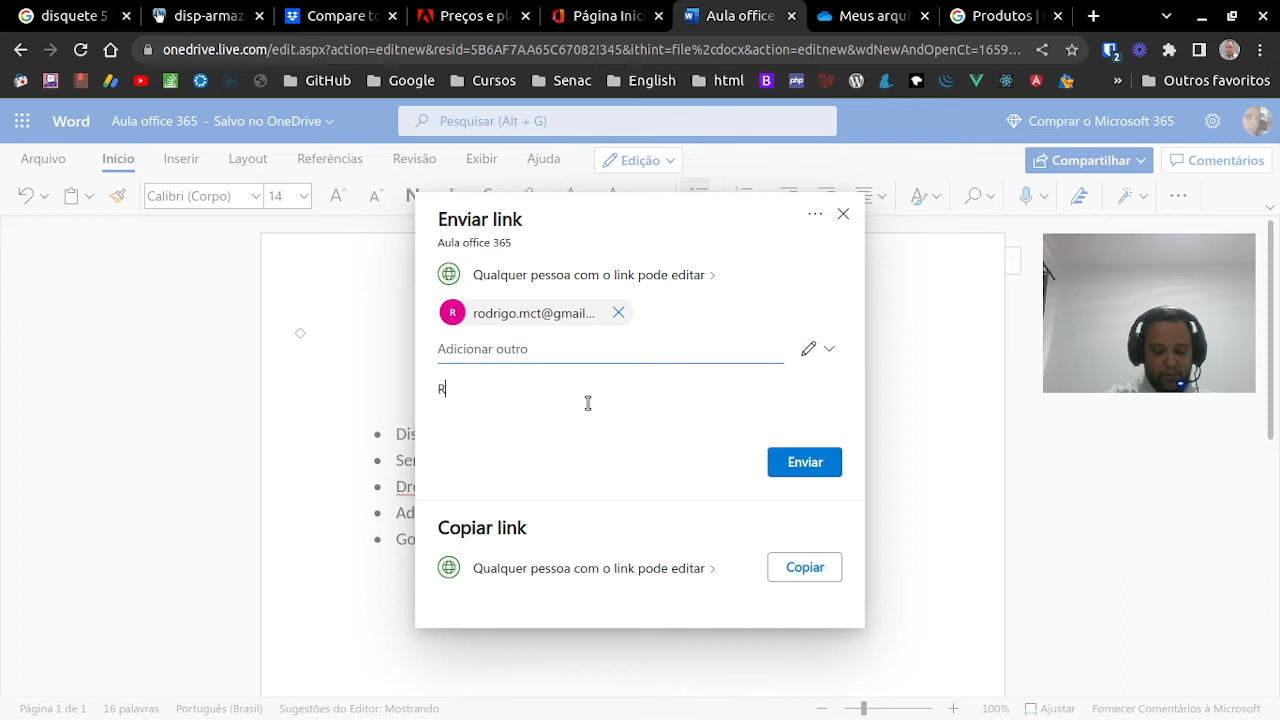 disquete 5
disp-armaz
Compare to
Preços e pla
Página Inici
Aula office
Meus arqui
Produtos | G
onedrive.live.com/edit.aspx?action=editnew&resid=5B6AF7AA65C67082!345&ithint=file%2cdocx&action=editnew&wdNewAndOpenCt=1659...
GitHub
Google
Cursos
Senac
English
html
Outros favoritos
Word
Aula office 365 - Salvo no OneDrive
Pesquisar (Alt + G)
Comprar o Microsoft 365
Arquivo Início Inserir Layout Referências Revisão Exibir Ajuda
Edição
Compartilhar
Comentários
Calibri (Corpo) 14
Enviar link
Aula office 365
Qualquer pessoa com o link pode editar >
R rodrigo.mct@gmail...
Adicionar outro
R
• Dis
• Ser
• Dro
• Ad
• Go
Enviar
Copiar link
Qualquer pessoa com o link pode editar >
Copiar
Página 1 de 1 16 palavras Português (Brasil) Sugestões do Editor: Mostrando
100% Ajustar Fornecer Comentários à Microsoft